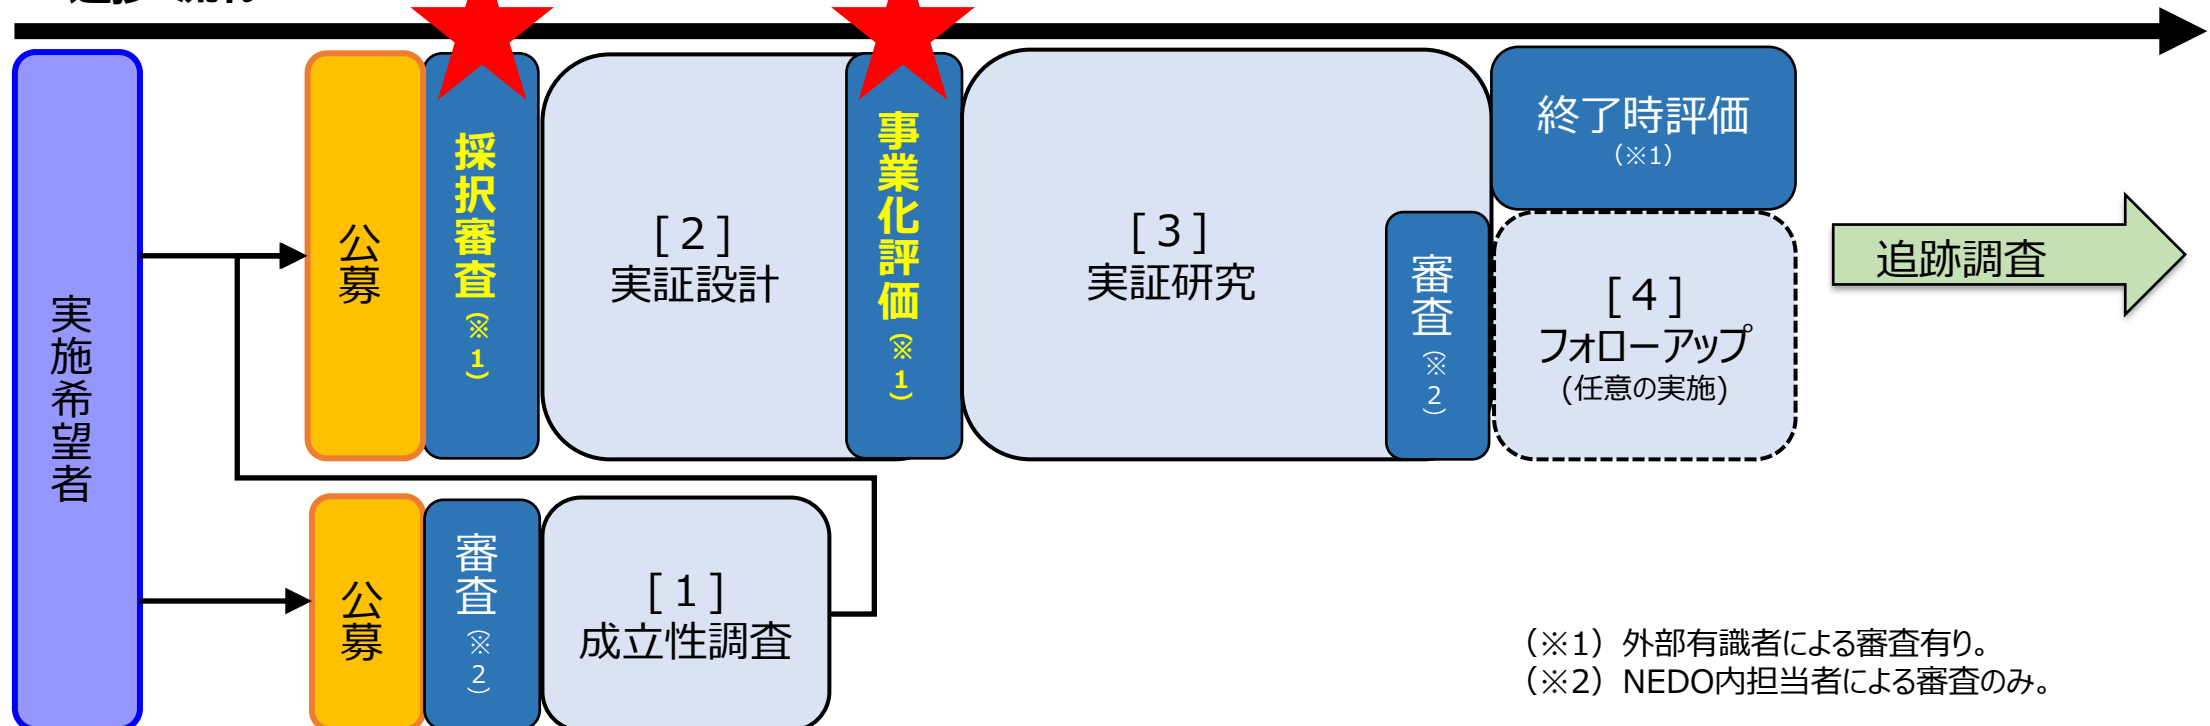 実施希望者
公募
採択審査(※1)
[2]
実証設計
事業化評価(※1)
[3]
実証研究
審査(※2)
終了時評価
（※1）
[4]
フォローアップ
(任意の実施)
追跡調査
公募
審査(※2)
[1]
成立性調査
（※1）外部有識者による審査有り。
（※2）NEDO内担当者による審査のみ。